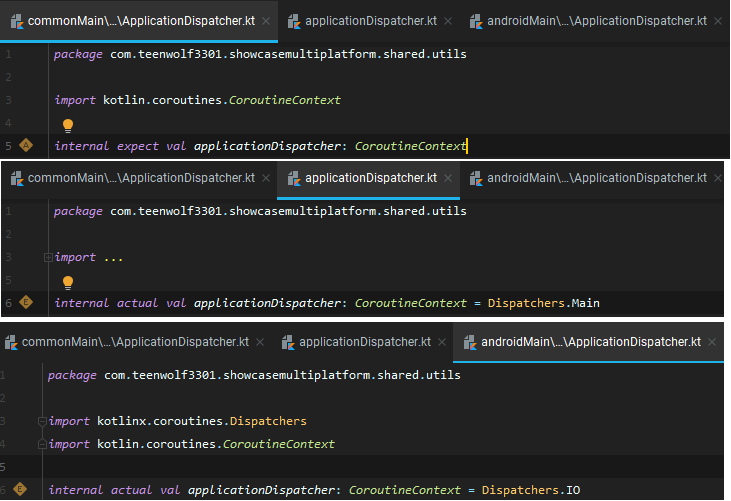 commonMain\...\ApplicationDispatcher.kt applicationDispatcher.kt androidMain\...\ApplicationDispatcher.kt
1 package com.teenwolf3301.showcasemultiplatform.shared.utils
2
3 import kotlin.coroutines.CoroutineContext
4
5 internal expect val applicationDispatcher: CoroutineContext
commonMain\...\ApplicationDispatcher.kt applicationDispatcher.kt androidMain\...\ApplicationDispatcher.kt
1 package com.teenwolf3301.showcasemultiplatform.shared.utils
2
3 import ...
5
6 internal actual val applicationDispatcher: CoroutineContext = Dispatchers.Main
commonMain\...\ApplicationDispatcher.kt applicationDispatcher.kt androidMain\...\ApplicationDispatcher.kt
1 package com.teenwolf3301.showcasemultiplatform.shared.utils
2
3 import kotlinx.coroutines.Dispatchers
4 import kotlin.coroutines.CoroutineContext
5
6 internal actual val applicationDispatcher: CoroutineContext = Dispatchers.IO